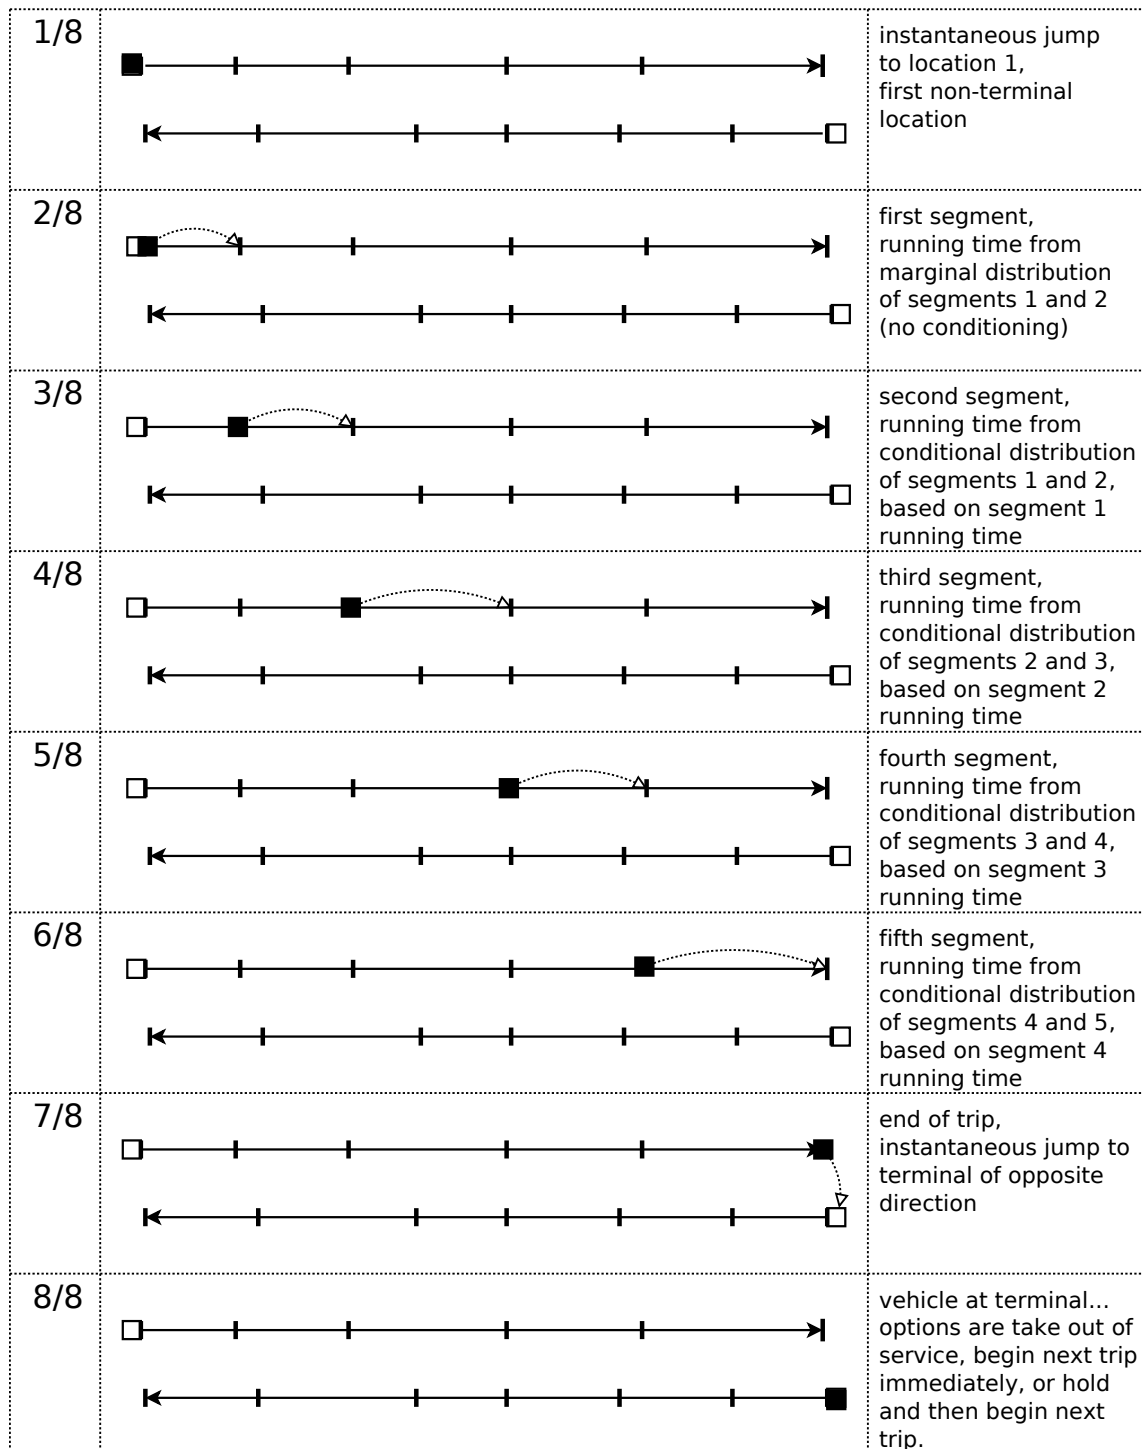 1/8
instantaneous jump
to location 1,
first non-terminal
location
2/8
first segment,
running time from
marginal distribution
of segments 1 and 2
(no conditioning)
3/8
second segment,
running time from
conditional distribution
of segments 1 and 2,
based on segment 1
running time
4/8
third segment,
running time from
conditional distribution
of segments 2 and 3,
based on segment 2
running time
5/8
fourth segment,
running time from
conditional distribution
of segments 3 and 4,
based on segment 3
running time
6/8
fifth segment,
running time from
conditional distribution
of segments 4 and 5,
based on segment 4
running time
7/8
end of trip,
instantaneous jump to
terminal of opposite
direction
8/8
vehicle at terminal...
options are take out of
service, begin next trip
immediately, or hold
and then begin next
trip.